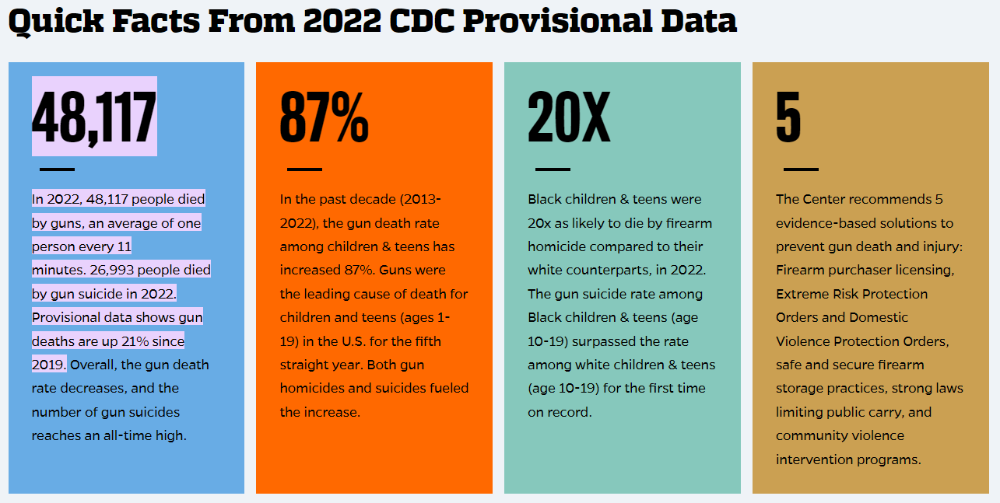 Quick Facts From 2022 CDC Provisional Data
48,117
In 2022, 48,117 people died
by guns, an average of one
person every 11
minutes. 26,993 people died
by gun suicide in 2022.
Provisional data shows gun
deaths are up 21% since
2019. Overall, the gun death
rate decreases, and the
number of gun suicides
reaches an all-time high.
87%
In the past decade (2013-
2022), the gun death rate
among children & teens has
increased 87%. Guns were
the leading cause of death for
children and teens (ages 1-
19) in the U.S. for the fifth
straight year. Both gun
homicides and suicides fueled
the increase.
20X
Black children & teens were
20x as likely to die by firearm
homicide compared to their
white counterparts, in 2022.
The gun suicide rate among
Black children & teens (age
10-19) surpassed the rate
among white children & teens
(age 10-19) for the first time
on record.
5
The Center recommends 5
evidence-based solutions to
prevent gun death and injury:
Firearm purchaser licensing,
Extreme Risk Protection
Orders and Domestic
Violence Protection Orders,
safe and secure firearm
storage practices, strong laws
limiting public carry, and
community violence
intervention programs.